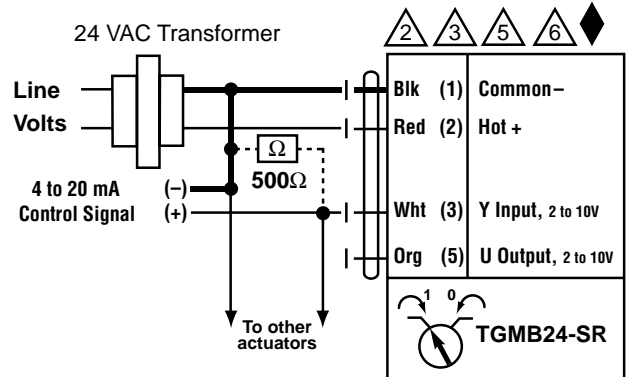 24 VAC Transformer
2 3 5 6
Line
Volts
Blk (1) Common–
Red (2) Hot +
Ω
500Ω
4 to 20 mA (–)
Control Signal (+)
Wht (3) Y Input, 2 to 10V
Org (5) U Output, 2 to 10V
To other
actuators
1 0
TGMB24-SR